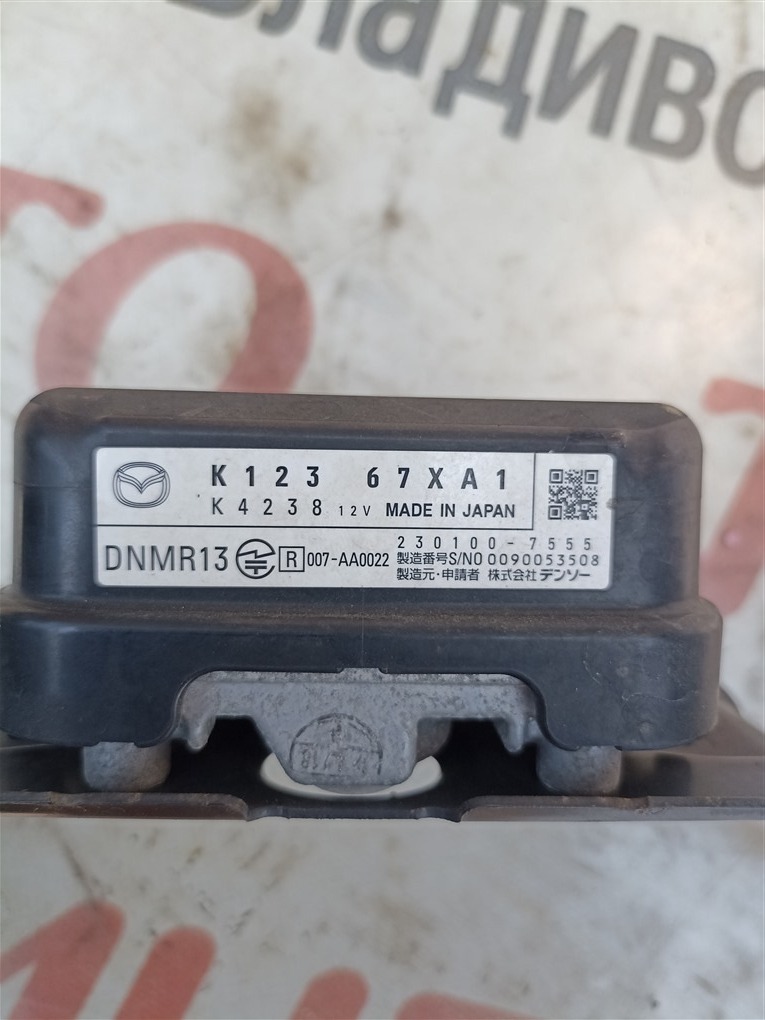 Владиво
K123 67XA1
K4238 12V MADE IN JAPAN
DNMR13 R 007-AA0022
230100-7555
製造番号S/NO 0090053508
製造元・申請者 株式会社 デンソー